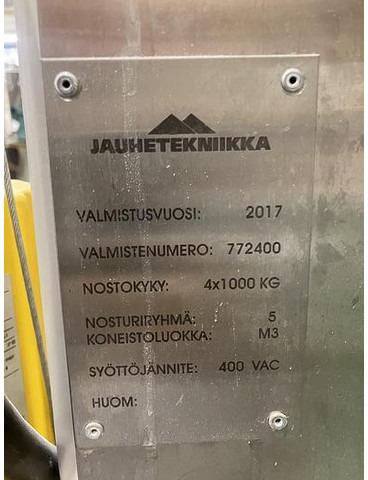 JAUHETEKNIIKKA
VALMISTUSVUOSI: 2017
VALMISTENUMERO: 772400
NOSTOKYKY: 4x1000 KG
NOSTURIRYHMÄ: 5
KONEISTOLUOKKA: M3
SYÖTTÖJÄNNITE: 400 VAC
HUOM: